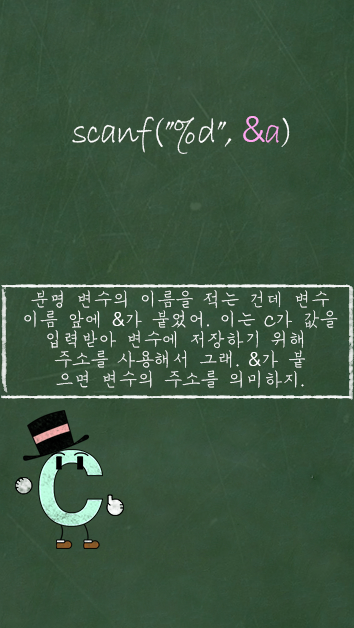 scanf("%d", &a)
분명 변수의 이름을 적는 건데 변수
이름 앞에 &가 붙었어. 이는 C가 값을
입력받아 변수에 저장하기 위해
주소를 사용해서 그래. &가 붙
으면 변수의 주소를 의미하지.
C